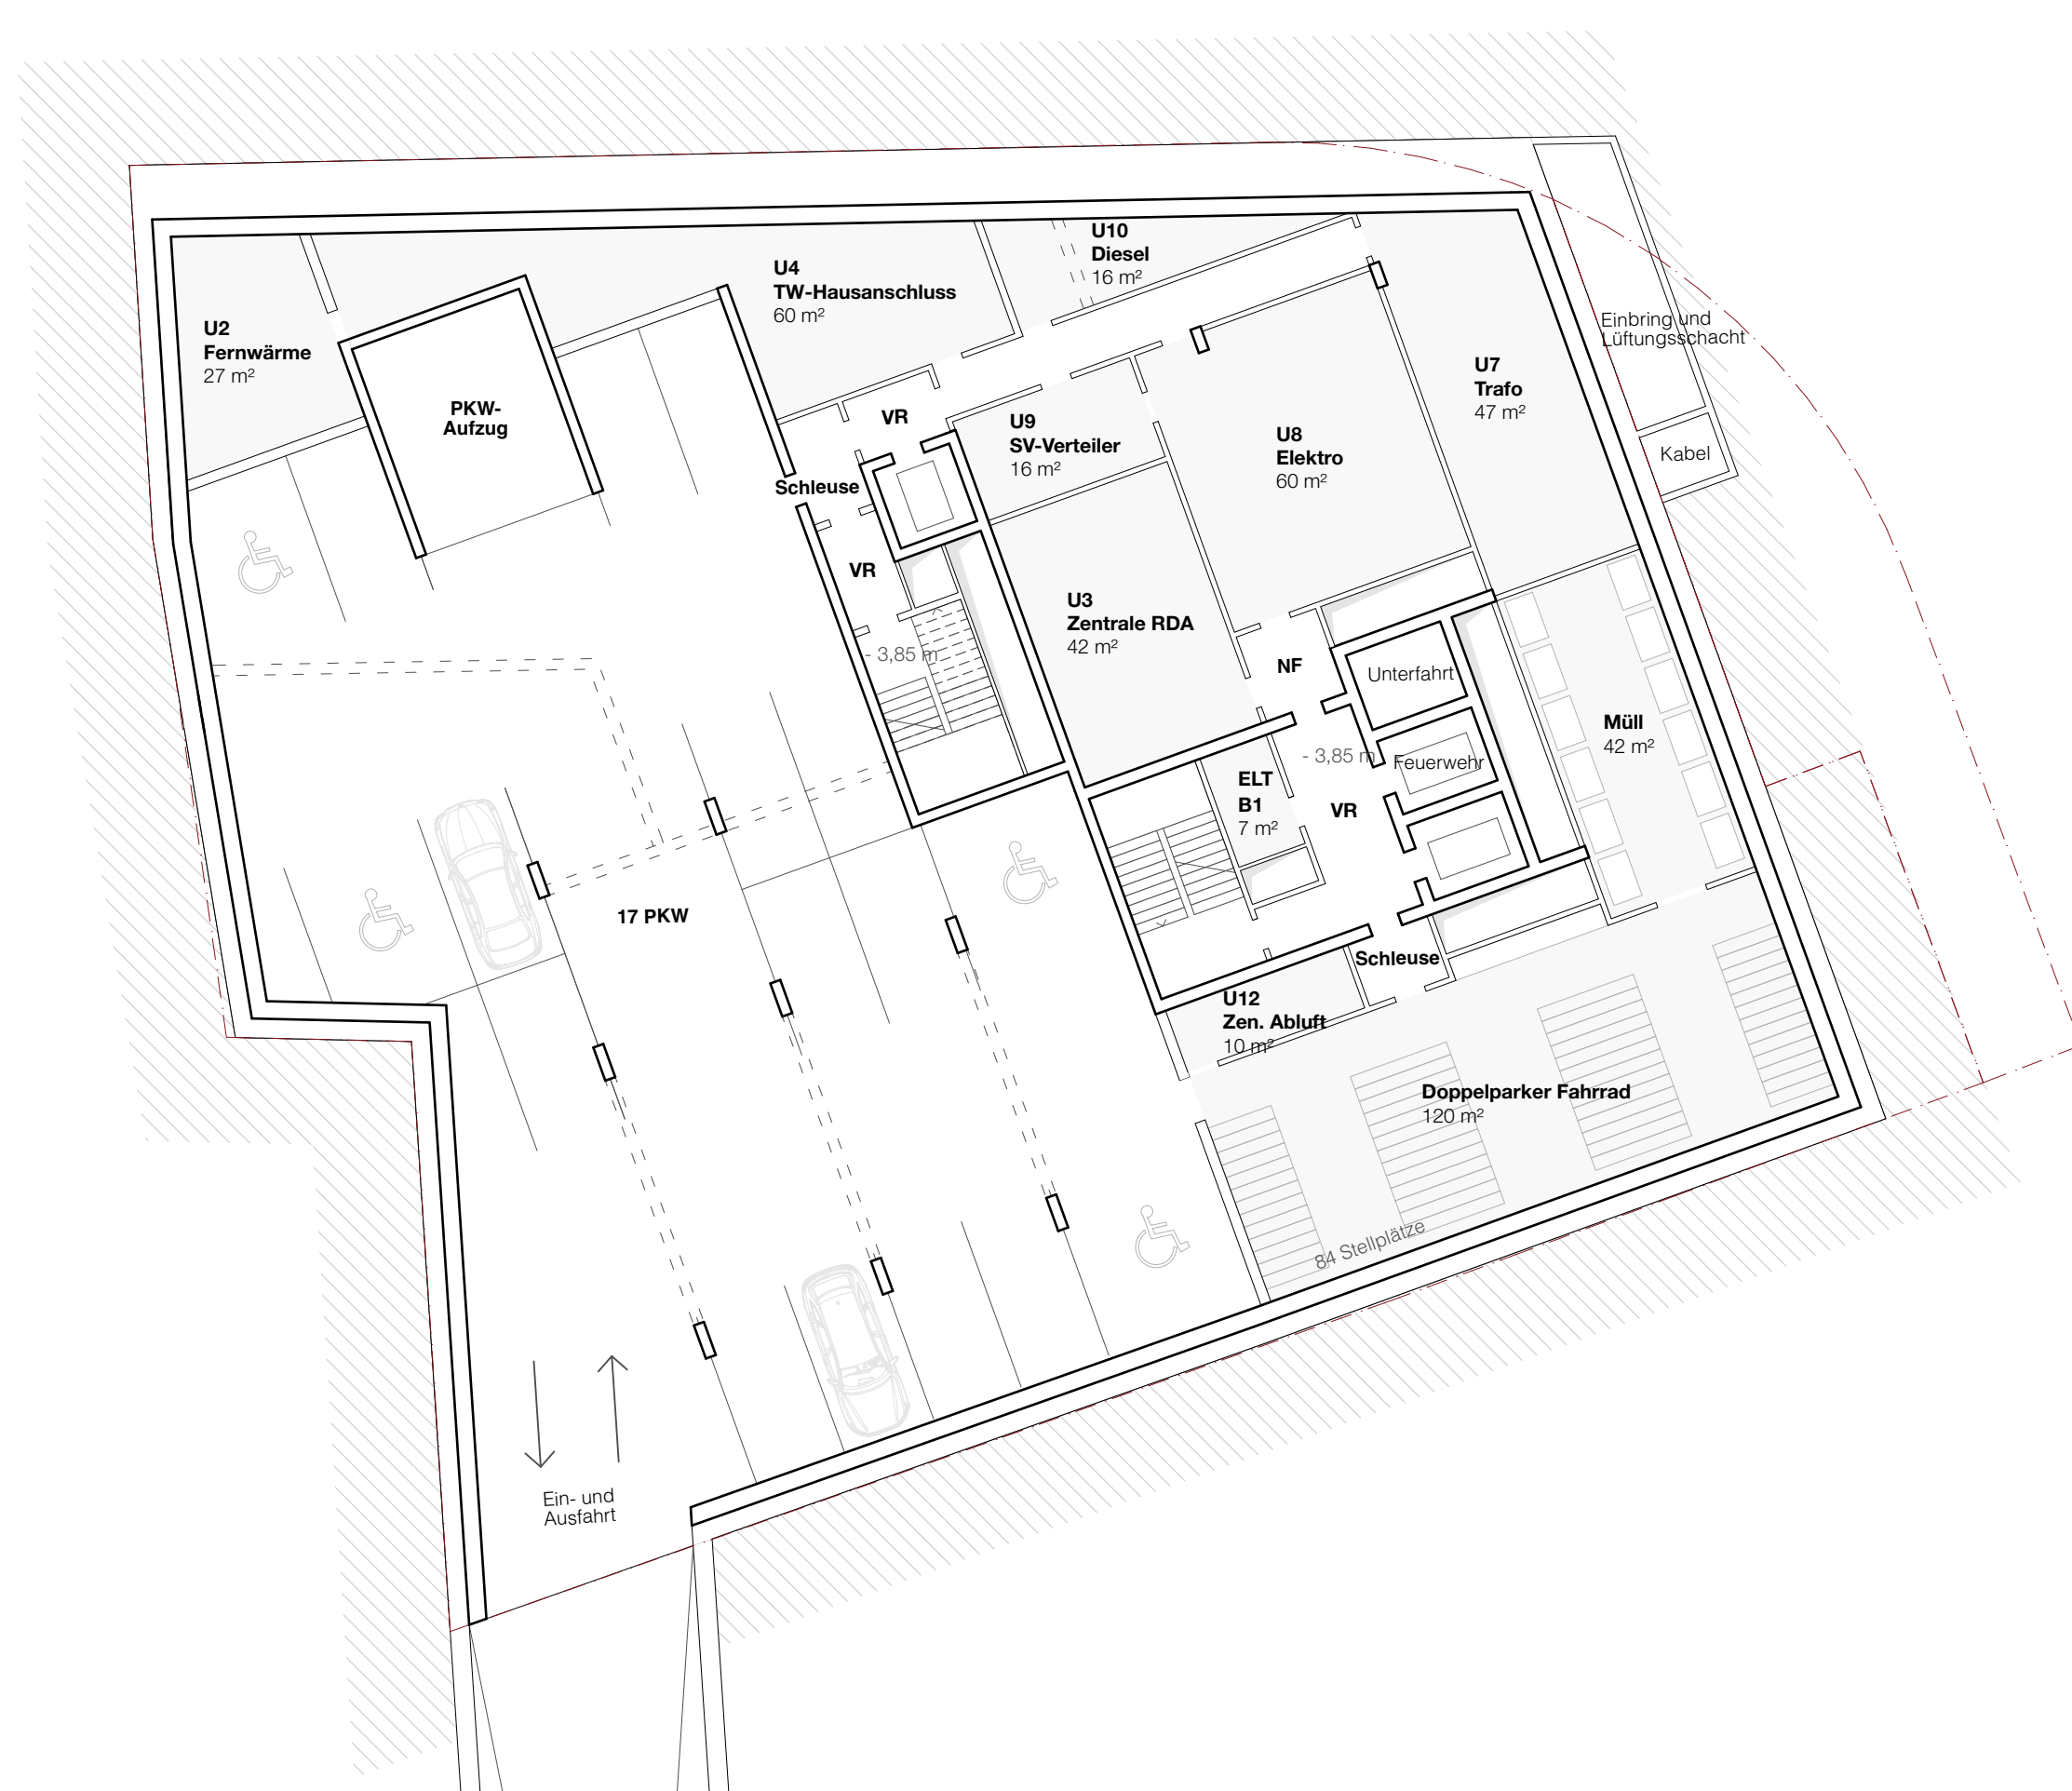 U10
Diesel
16 m²
U4
TW-Hausanschluss
60 m²
U2
Fernwärme
27 m²
Einbring und
Lüftungsschacht
U7
Trafo
47 m²
PKW-
Aufzug
VR
U9
SV-Verteiler
16 m²
U8
Elektro
60 m²
Kabel
Schleuse
VR
U3
Zentrale RDA
42 m²
- 3,85 m
NF
Unterfahrt
Müll
42 m²
- 3,85 m
Feuerwehr
ELT
B1
7 m²
VR
17 PKW
Schleuse
U12
Zen. Abluft
10 m²
Doppelparker Fahrrad
120 m²
84 Stellplätze
Ein- und
Ausfahrt